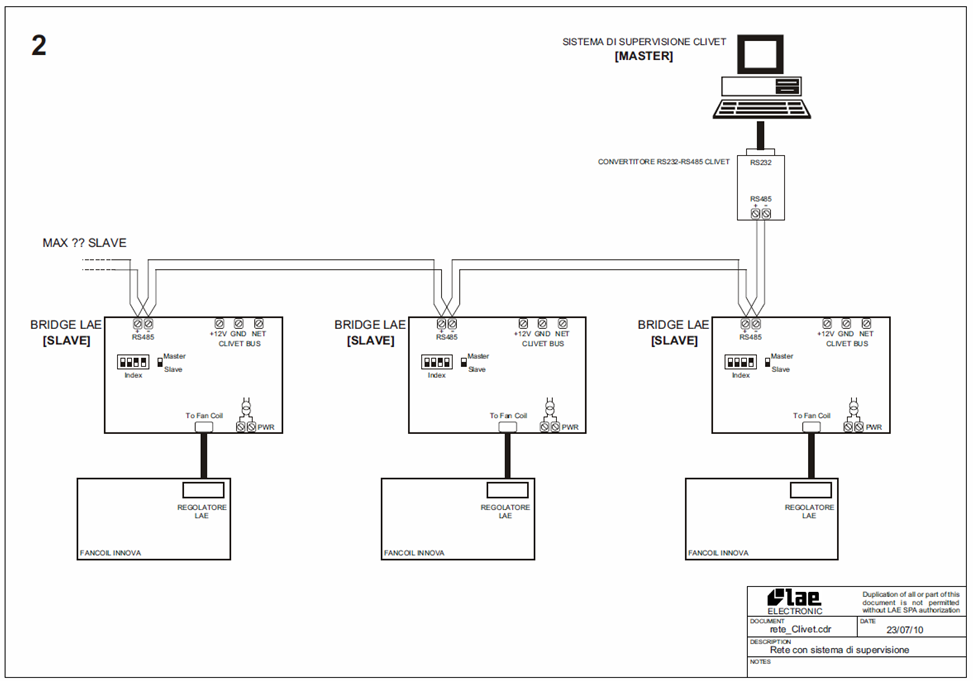 2
SISTEMA DI SUPERVISIONE CLIVET
[MASTER]
CONVERTITORE RS232-RS485 CLIVET
RS232
RS485
+ -
MAX ?? SLAVE
BRIDGE LAE
[SLAVE]
+ -
RS485
+12V GND NET
CLIVET BUS
Master
Slave
Index
To Fan Coil
PWR
REGOLATORE
LAE
FANCOIL INNOVA
BRIDGE LAE
[SLAVE]
+ -
RS485
+12V GND NET
CLIVET BUS
Master
Slave
Index
To Fan Coil
PWR
REGOLATORE
LAE
FANCOIL INNOVA
BRIDGE LAE
[SLAVE]
+ -
RS485
+12V GND NET
CLIVET BUS
Master
Slave
Index
To Fan Coil
PWR
REGOLATORE
LAE
FANCOIL INNOVA
lae
ELECTRONIC
Duplication of all or part of this
document is not permitted
without LAE SPA authorization
DOCUMENT
rete_Clivet.cdr
DATE
23/07/10
DESCRIPTION
Rete con sistema di supervisione
NOTES